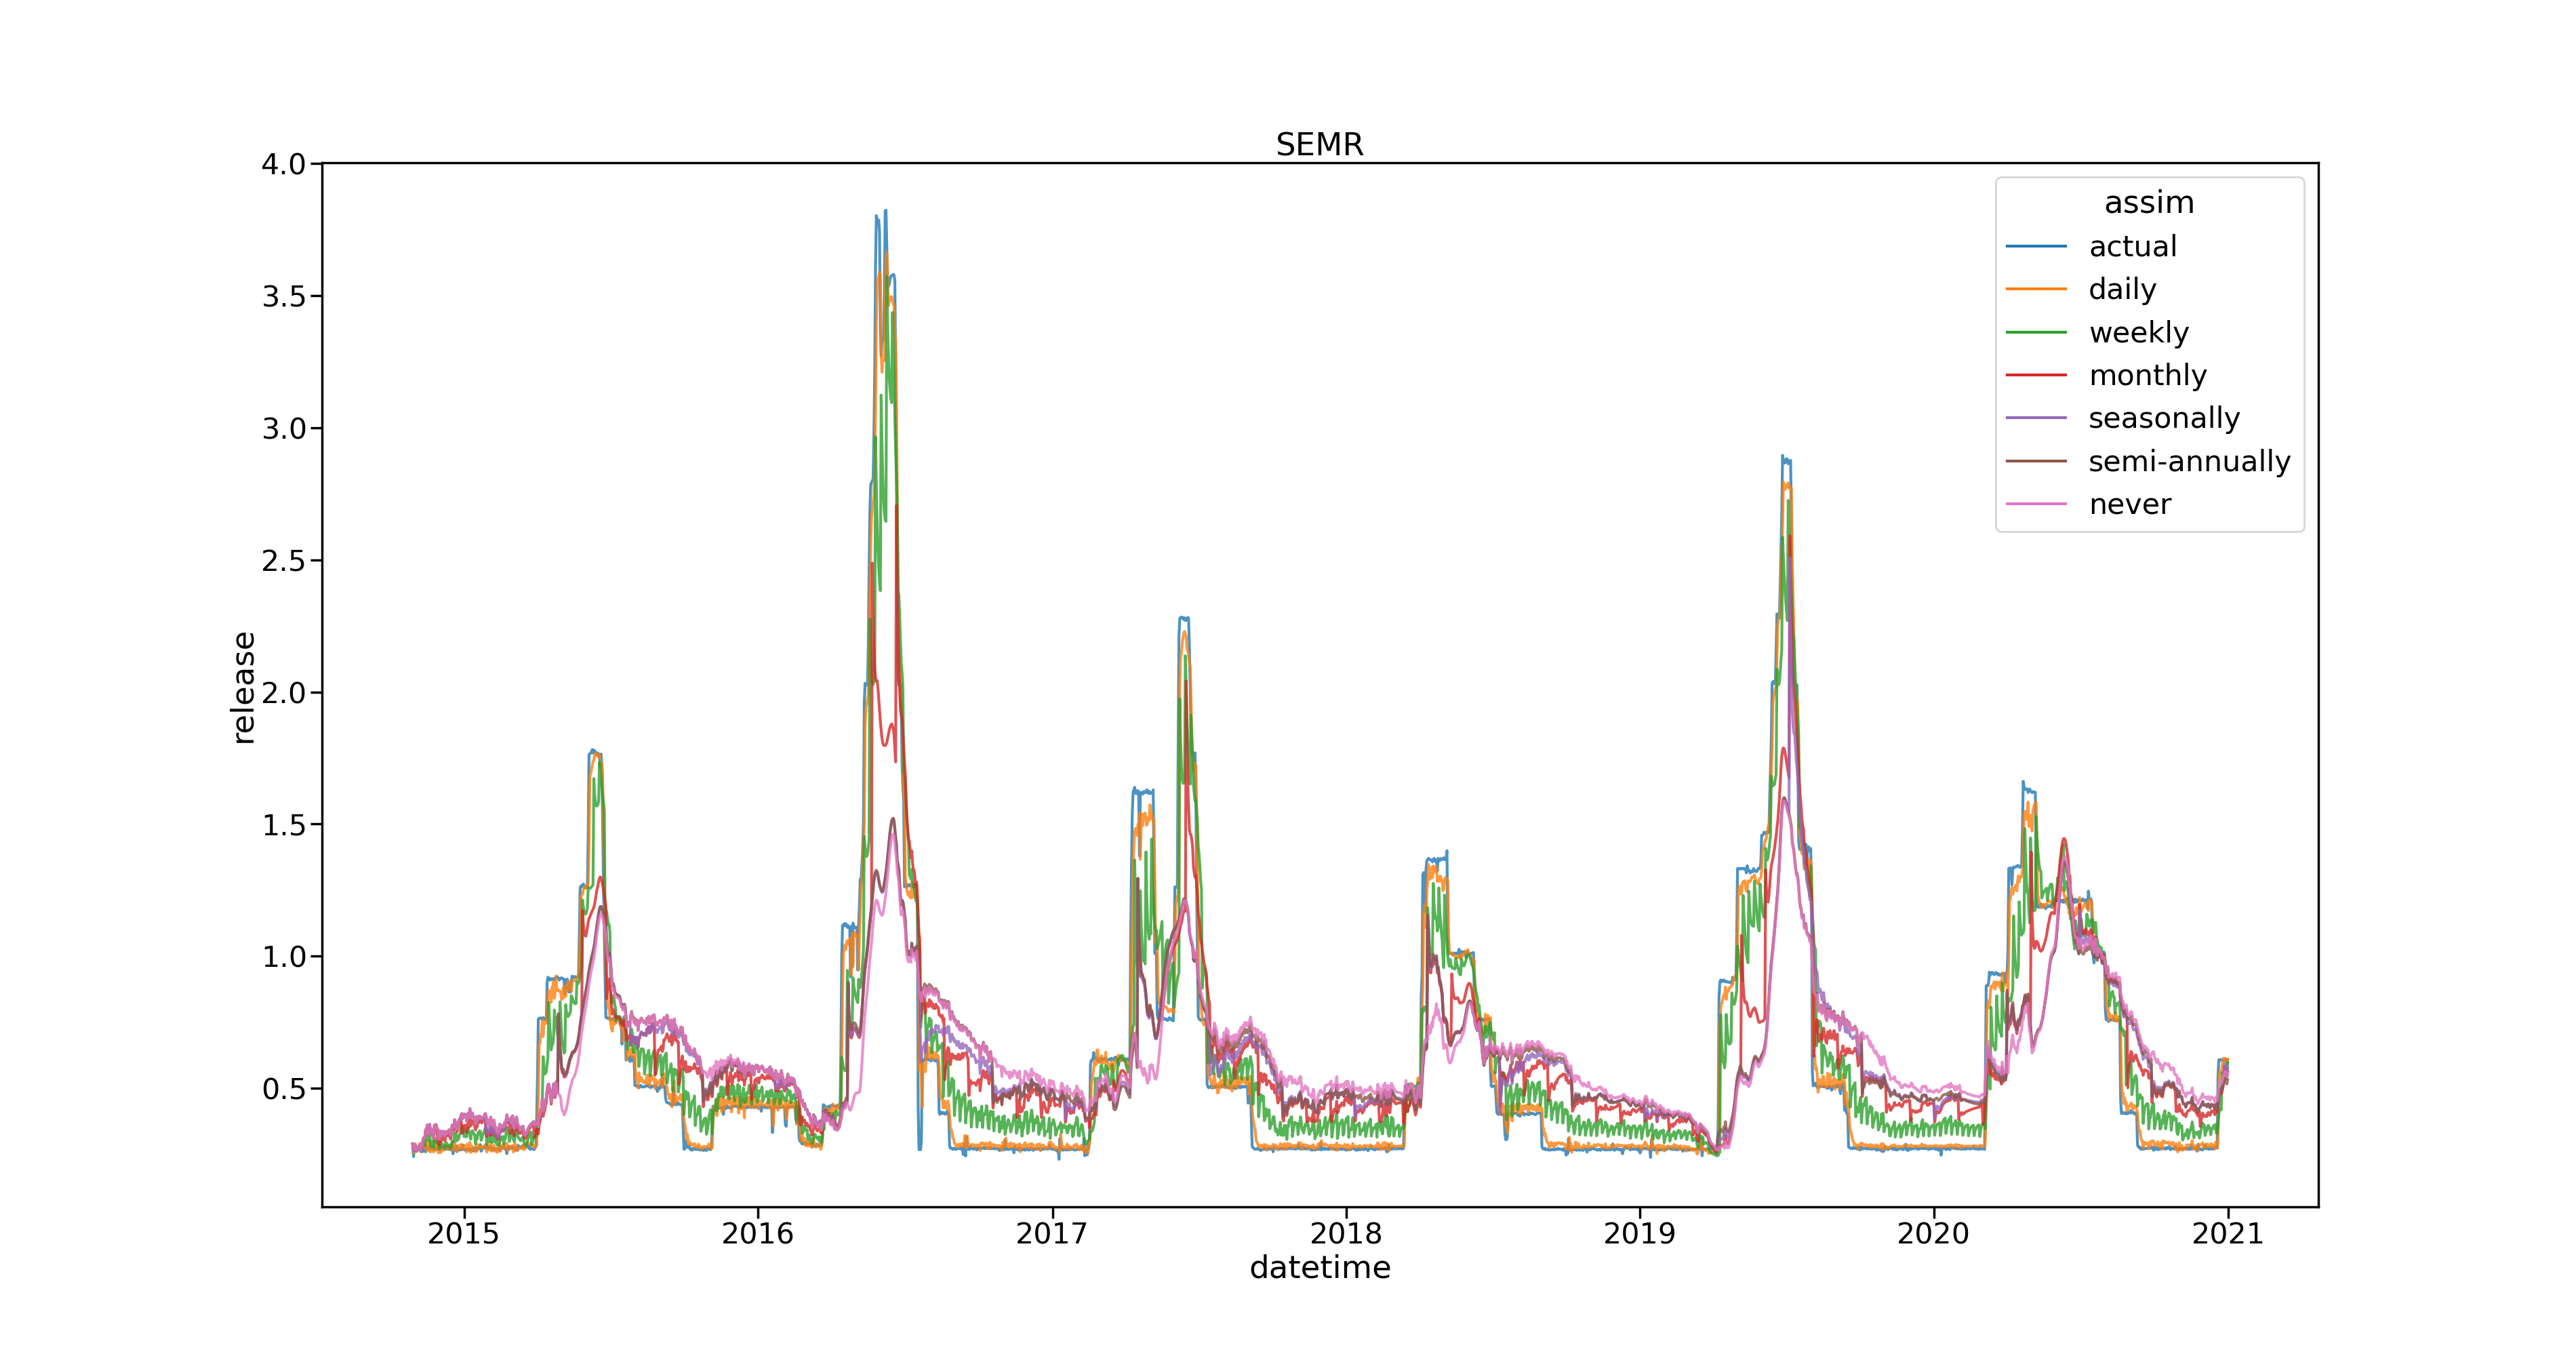 SEMR
4.0
3.5
3.0
2.5
2.0
1.5
1.0
0.5
release
assim
actual
daily
weekly
monthly
seasonally
semi-annually
never
2015 2016 2017 2018 2019 2020 2021
datetime